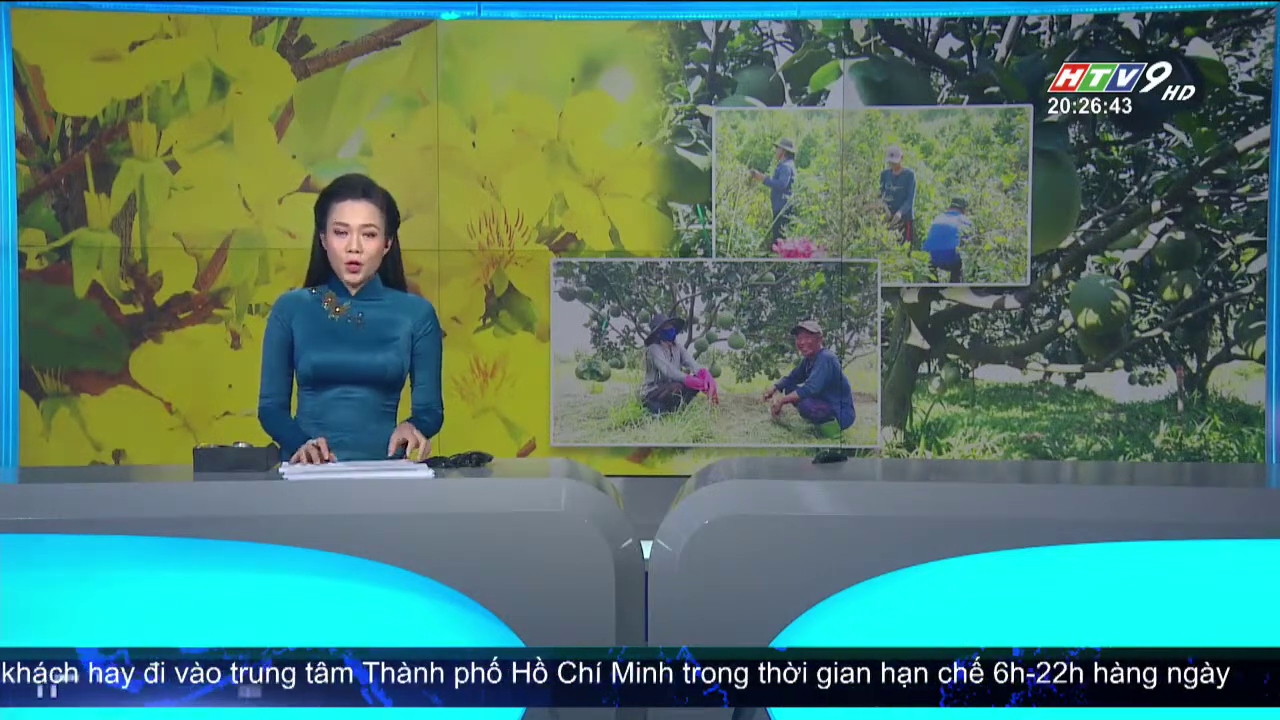 HTV9 HD
20:26:43
khách hay đi vào trung tâm Thành phố Hồ Chí Minh trong thời gian hạn chế 6h-22h hàng ngày